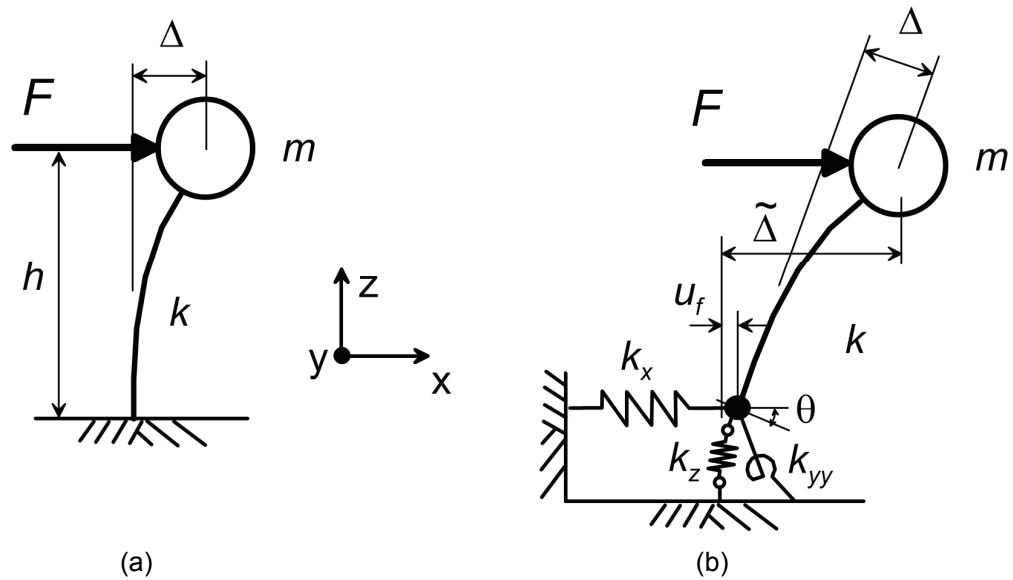 Δ
F
m
h
k
z
y
x
(a)
Δ
F
m
Δ̃
u_f
k
k_x
θ
k_z
k_yy
(b)